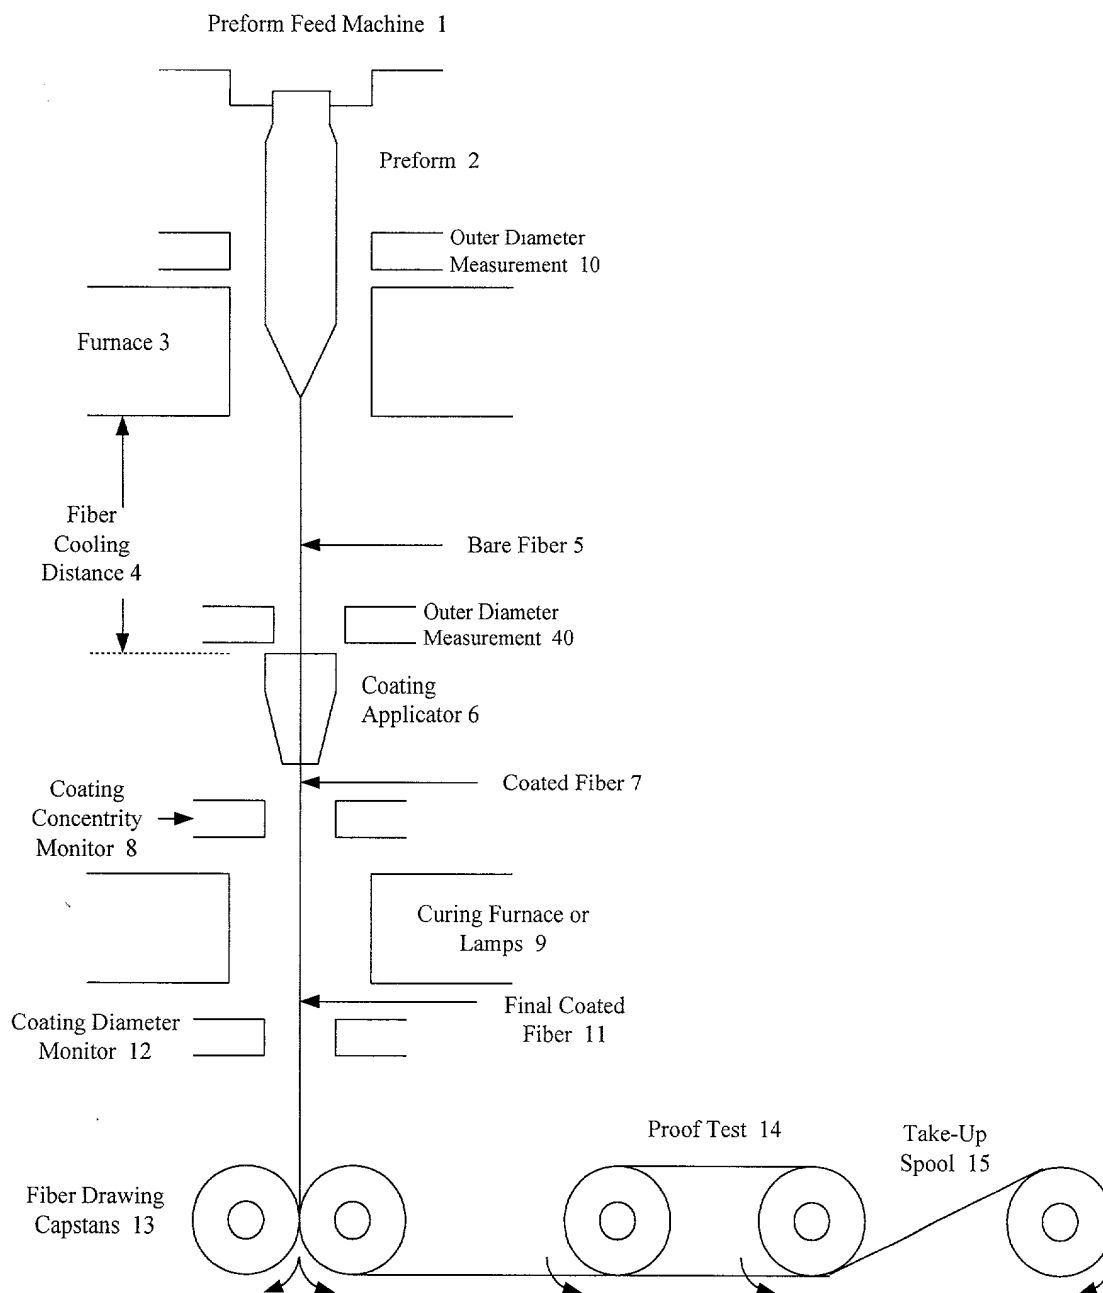 Preform Feed Machine 1
Preform 2
Outer Diameter
Measurement 10
Furnace 3
Fiber
Cooling
Distance 4
Bare Fiber 5
Outer Diameter
Measurement 40
Coating
Applicator 6
Coated Fiber 7
Coating
Concentrity
Monitor 8
Curing Furnace or
Lamps 9
Final Coated
Fiber 11
Coating Diameter
Monitor 12
Proof Test 14
Take-Up
Spool 15
Fiber Drawing
Capstans 13